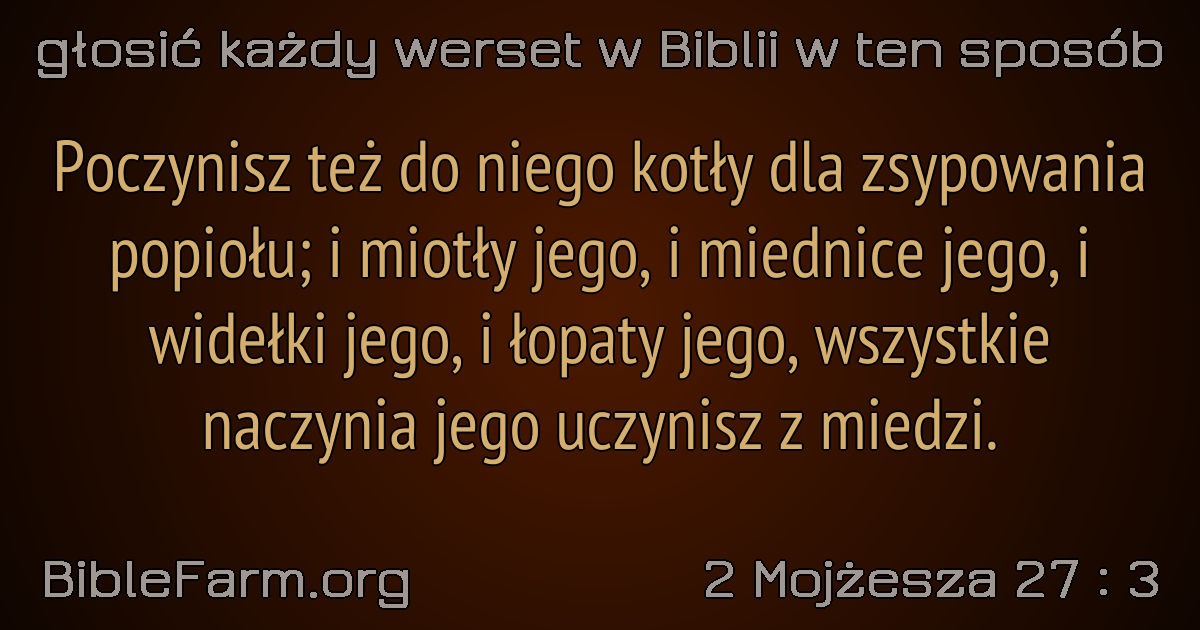 głosić każdy werset w Biblii w ten sposób
Poczynisz też do niego kotły dla zsypowania
popiołu; i miotły jego, i miednice jego, i
widełki jego, i łopaty jego, wszystkie
naczynia jego uczynisz z miedzi.
BibleFarm.org
2 Mojżesza 27 : 3